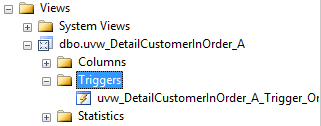 Views
System Views
dbo.uvw_DetailCustomerInOrder_A
Columns
Triggers
uvw_DetailCustomerInOrder_A_Trigger_Or
Statistics